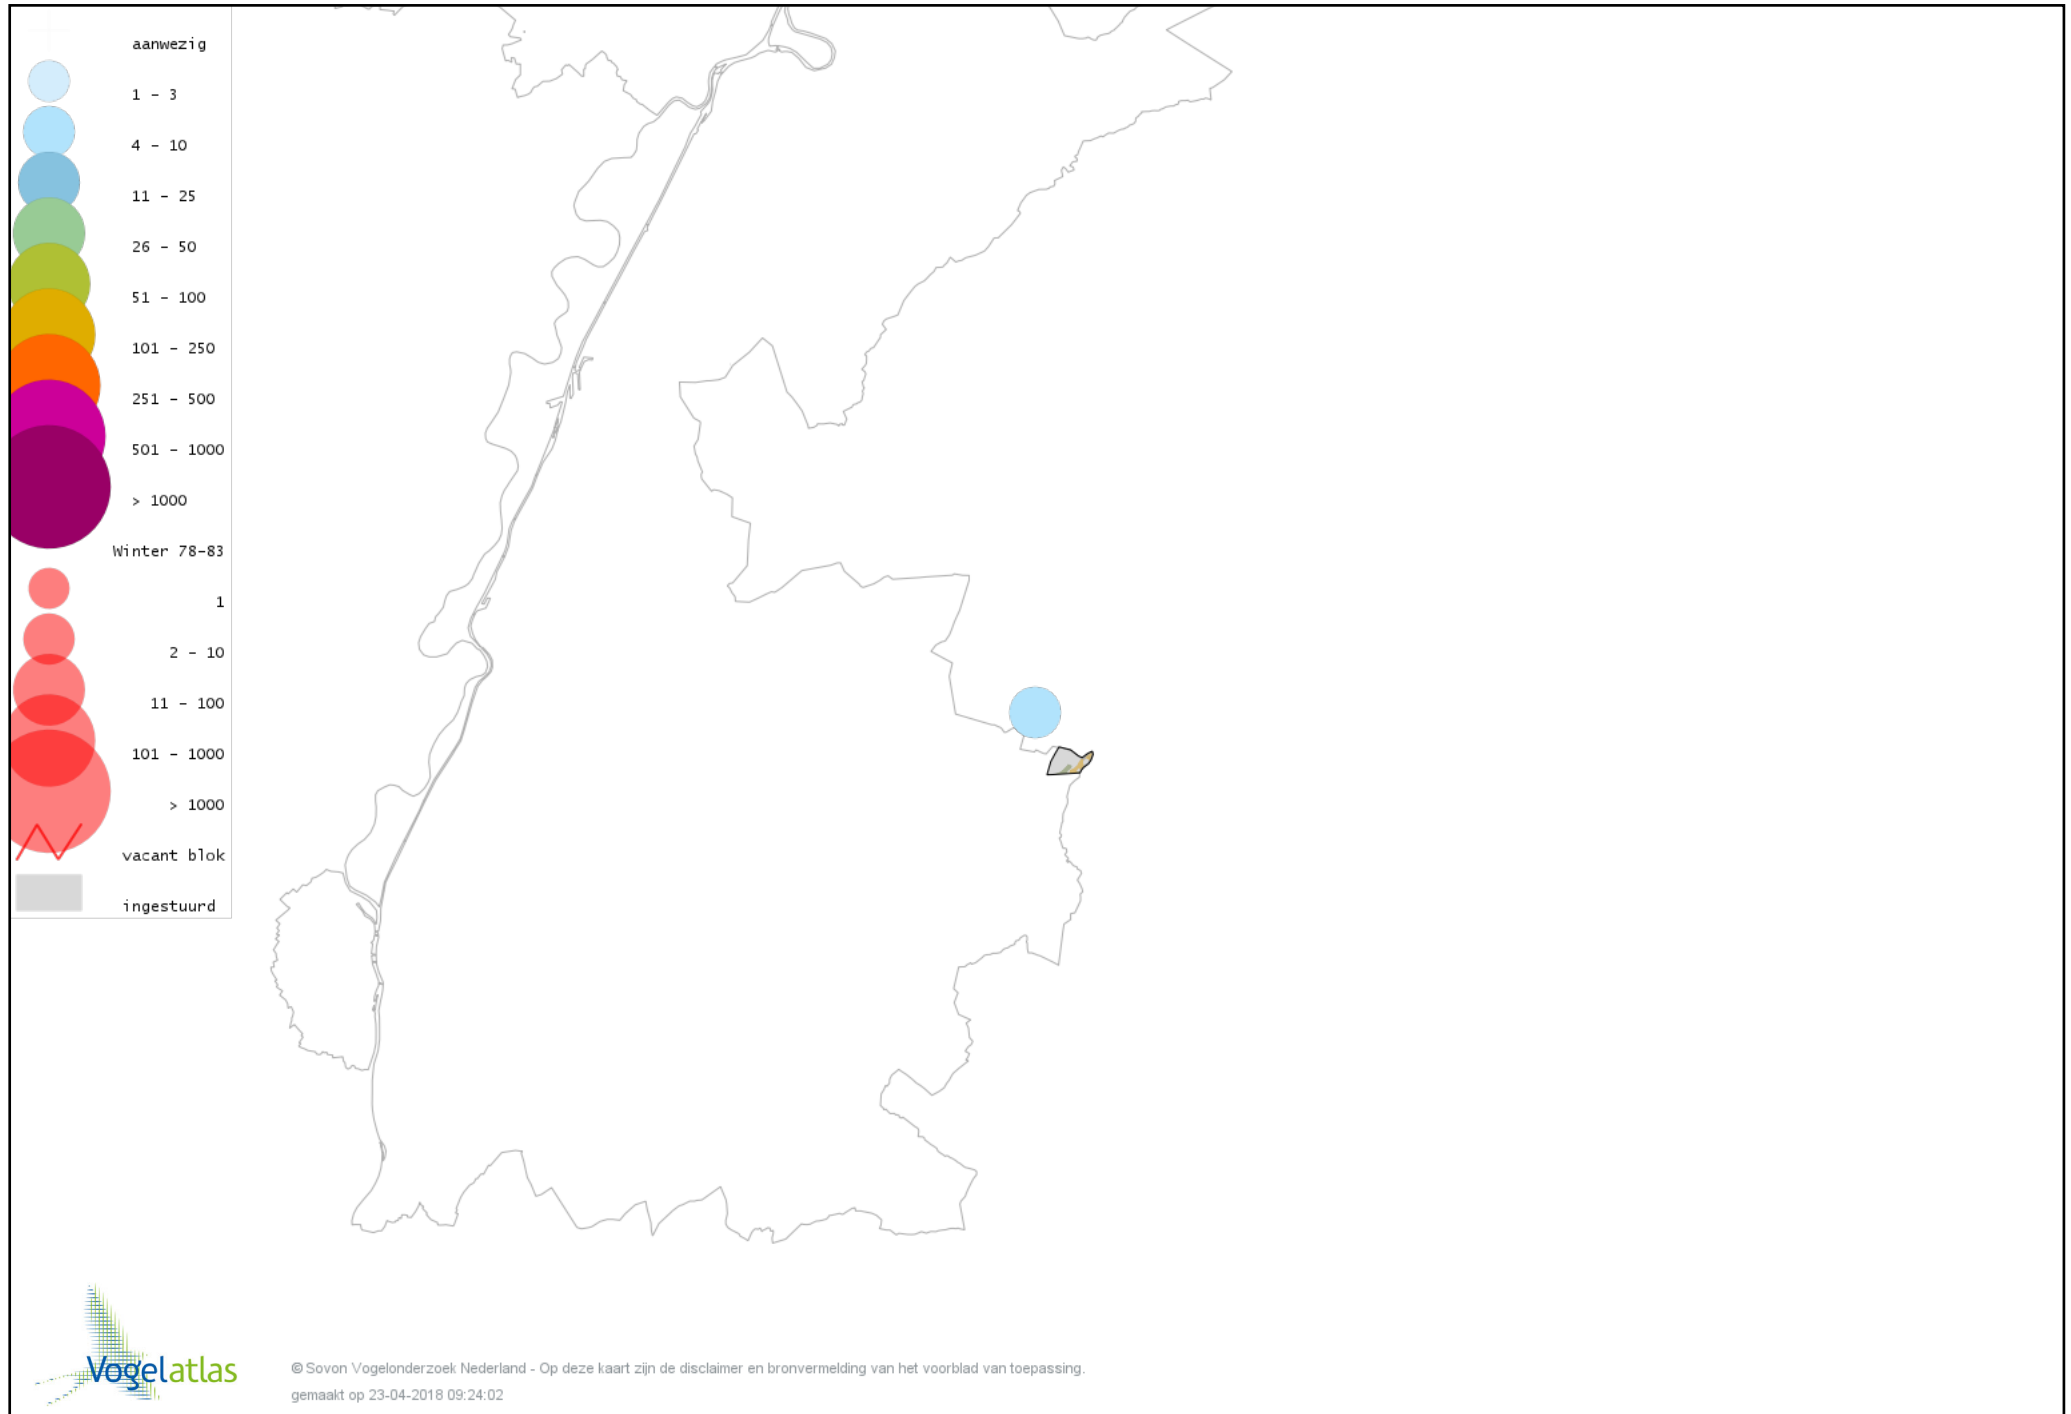 aanwezig
1 - 3
4 - 10
11 - 25
26 - 50
51 - 100
101 - 250
251 - 500
501 - 1000
> 1000
Winter 78-83
1
2 - 10
11 - 100
101 - 1000
> 1000
vacant blok
ingestuurd
Vogelatlas
© Sovon Vogelonderzoek Nederland - Op deze kaart zijn de disclaimer en bronvermelding van het voorblad van toepassing.
gemaakt op 23-04-2018 09:24:02